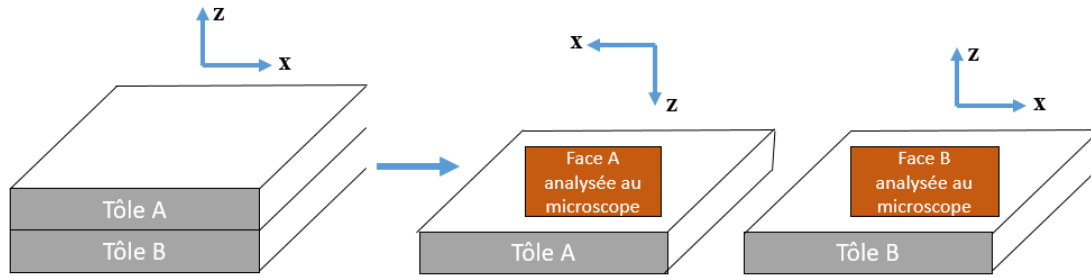 z
x
Tôle A
Tôle B
x
z
Face A
analysée au
microscope
Tôle A
z
x
Face B
analysée au
microscope
Tôle B